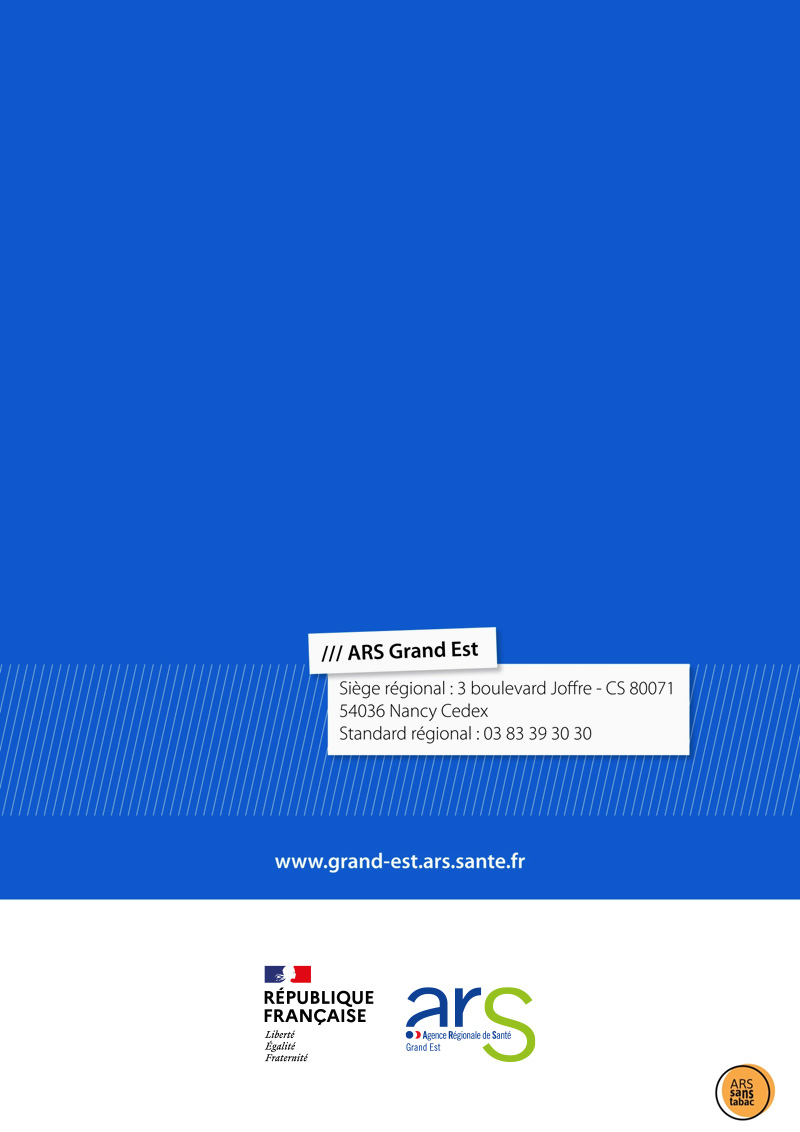 /// ARS Grand Est
Siège régional : 3 boulevard Joffre - CS 80071
54036 Nancy Cedex
Standard régional : 03 83 39 30 30
www.grand-est.ars.sante.fr
RÉPUBLIQUE
FRANÇAISE
Liberté
Égalité
Fraternité
ars
Agence Régionale de Santé
Grand Est
ARS
sans
tabac